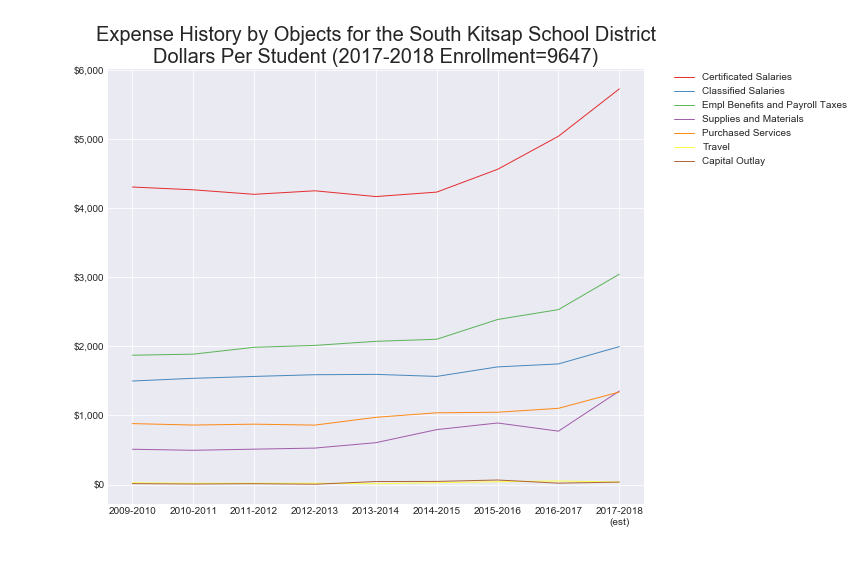 Expense History by Objects for the South Kitsap School District
Dollars Per Student (2017-2018 Enrollment=9647)
$6,000
$5,000
$4,000
$3,000
$2,000
$1,000
$0
2009-2010 2010-2011 2011-2012 2012-2013 2013-2014 2014-2015 2015-2016 2016-2017 2017-2018
(est)
Certificated Salaries
Classified Salaries
Empl Benefits and Payroll Taxes
Supplies and Materials
Purchased Services
Travel
Capital Outlay